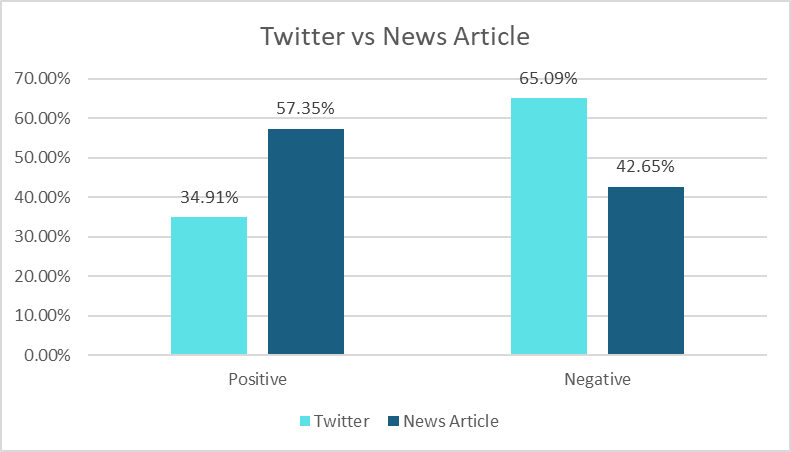 Twitter vs News Article
70.00%
60.00%
50.00%
40.00%
30.00%
20.00%
10.00%
0.00%
34.91%
57.35%
65.09%
42.65%
Positive
Negative
Twitter
News Article